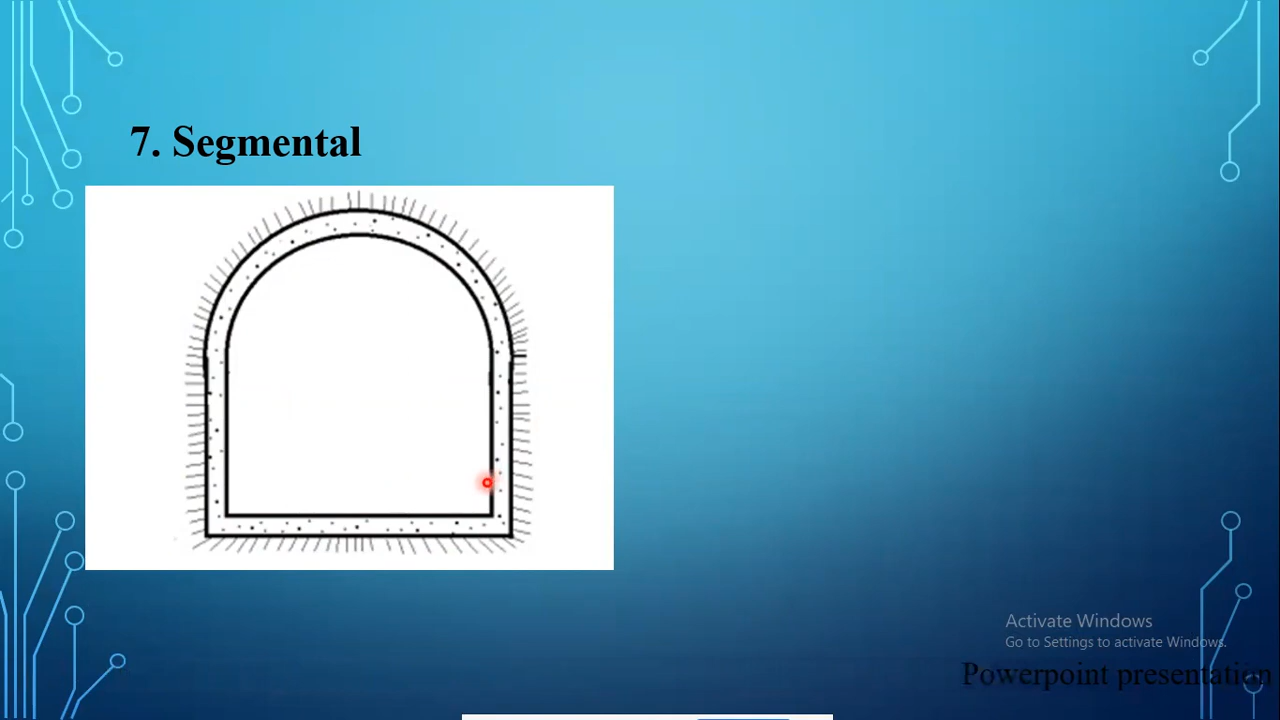 7. Segmental
Activate Windows
Go to Settings to activate Windows.
Powerpoint presentation